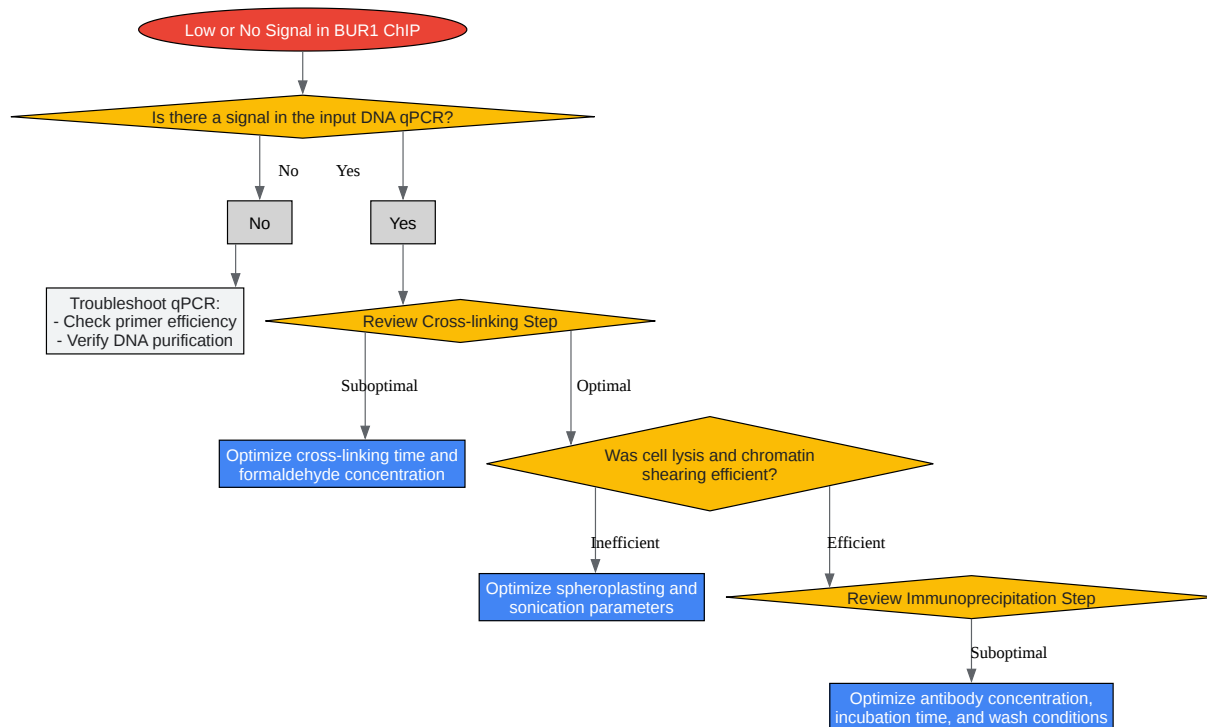 Low or No Signal in BUR1 ChIP
Is there a signal in the input DNA qPCR?
No
Yes
No
Yes
Troubleshoot qPCR:
- Check primer efficiency
- Verify DNA purification
Review Cross-linking Step
Suboptimal
Optimal
Optimize cross-linking time and
formaldehyde concentration
Was cell lysis and chromatin
shearing efficient?
Inefficient
Efficient
Optimize spheroplasting and
sonication parameters
Review Immunoprecipitation Step
Suboptimal
Optimize antibody concentration,
incubation time, and wash conditions